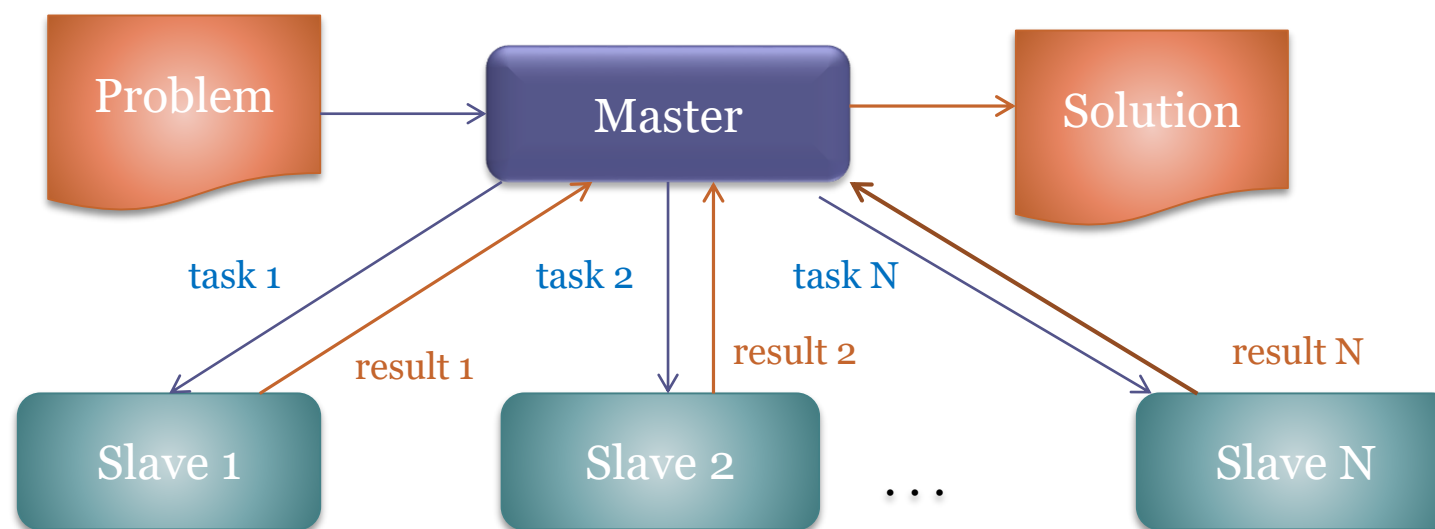 Problem
Master
Solution
task 1
task 2
task N
result 1
result 2
result N
Slave 1
Slave 2
. . .
Slave N